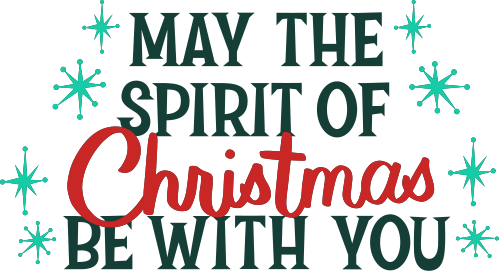 MAY THE
SPIRIT OF
Christmas
BE WITH YOU